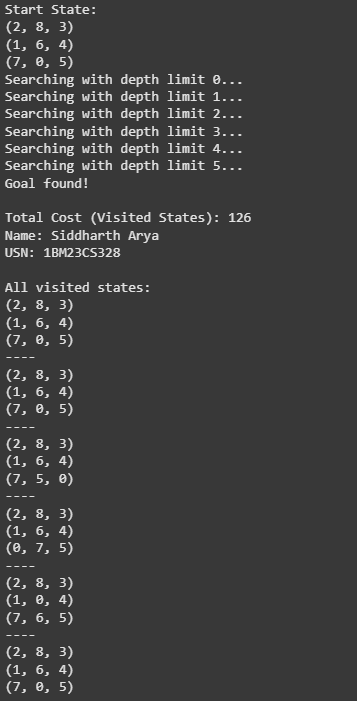 Start State:
(2, 8, 3)
(1, 6, 4)
(7, 0, 5)
Searching with depth limit 0...
Searching with depth limit 1...
Searching with depth limit 2...
Searching with depth limit 3...
Searching with depth limit 4...
Searching with depth limit 5...
Goal found!
Total Cost (Visited States): 126
Name: Siddharth Arya
USN: 1BM23CS328
All visited states:
(2, 8, 3)
(1, 6, 4)
(7, 0, 5)
----
(2, 8, 3)
(1, 6, 4)
(7, 0, 5)
----
(2, 8, 3)
(1, 6, 4)
(7, 5, 0)
----
(2, 8, 3)
(1, 6, 4)
(0, 7, 5)
----
(2, 8, 3)
(1, 0, 4)
(7, 6, 5)
----
(2, 8, 3)
(1, 6, 4)
(7, 0, 5)